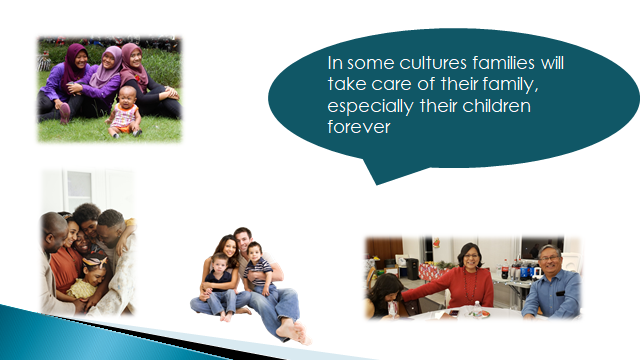 In some cultures families will
take care of their family,
especially their children
forever